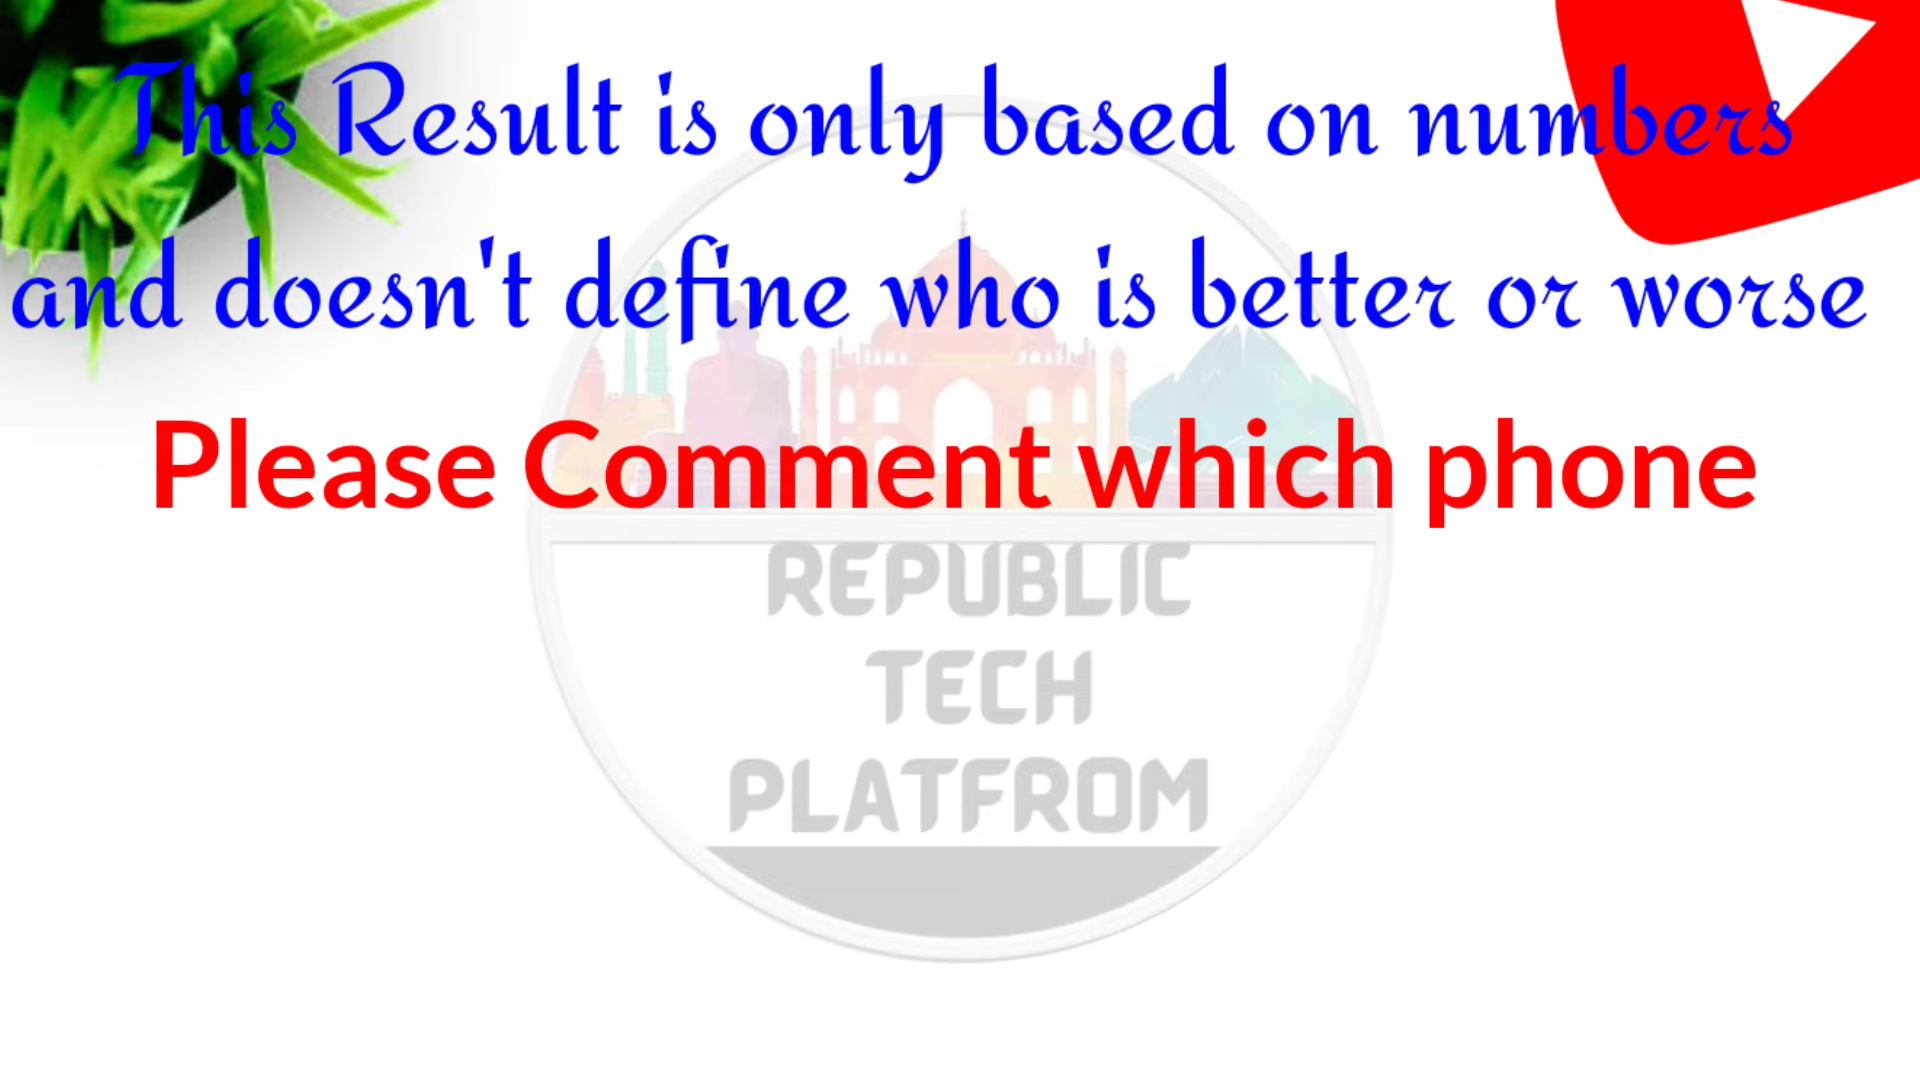 This Result is only based on numbers
and doesn't define who is better or worse
Please Comment which phone
REPUBLIC
TECH
PLATFROM